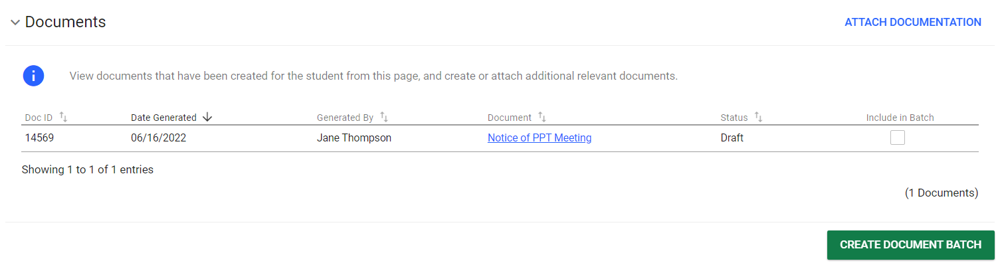 Documents ATTACH DOCUMENTATION
View documents that have been created for the student from this page, and create or attach additional relevant documents.
Doc ID Date Generated Generated By Document Status Include in Batch
14569 06/16/2022 Jane Thompson Notice of PPT Meeting Draft
Showing 1 to 1 of 1 entries
(1 Documents)
CREATE DOCUMENT BATCH